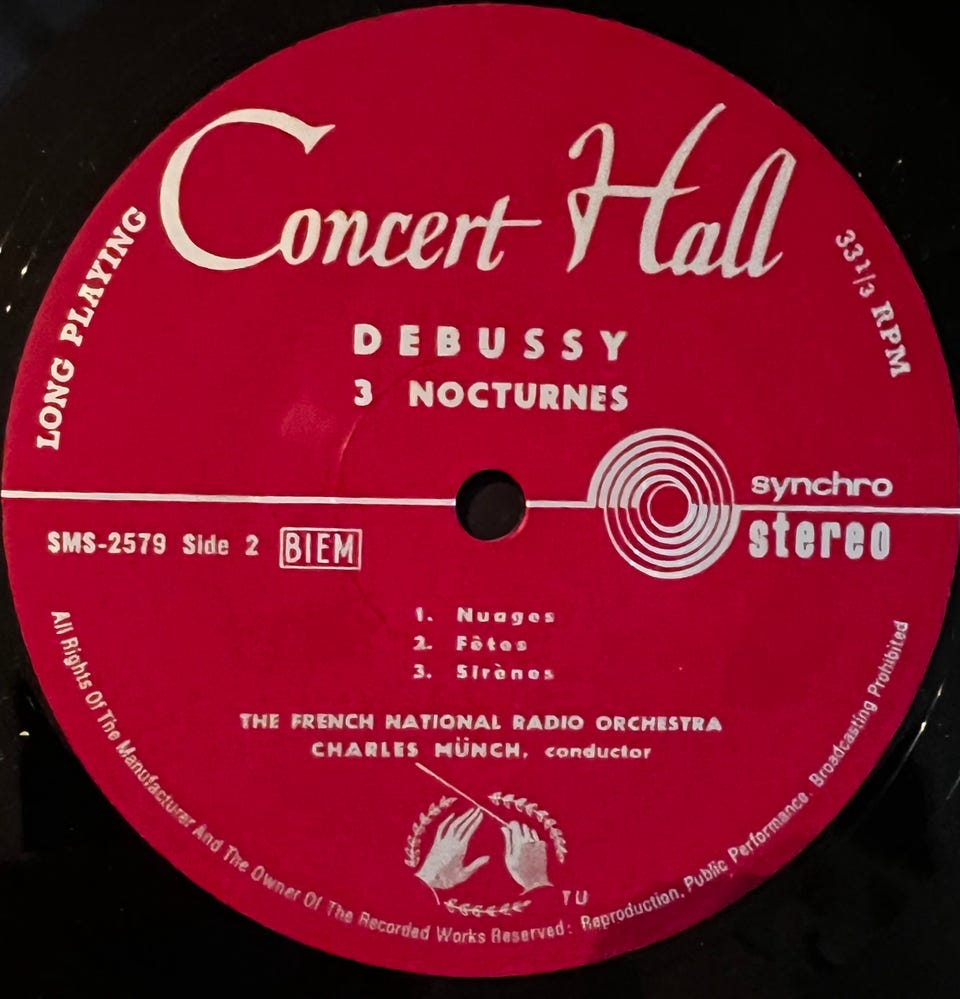 Concert Hall
LONG PLAYING
33 1/3 RPM
DEBUSSY
3 NOCTURNES
synchro
stereo
SMS-2579 Side 2 BIEM
1. Nuages
2. Fêtes
3. Sirènes
THE FRENCH NATIONAL RADIO ORCHESTRA
CHARLES MÜNCH, conductor
TU
All Rights Of The Manufacturer And The Owner Of The Recorded Works Reserved: Reproduction, Public Performance. Broadcasting Prohibited